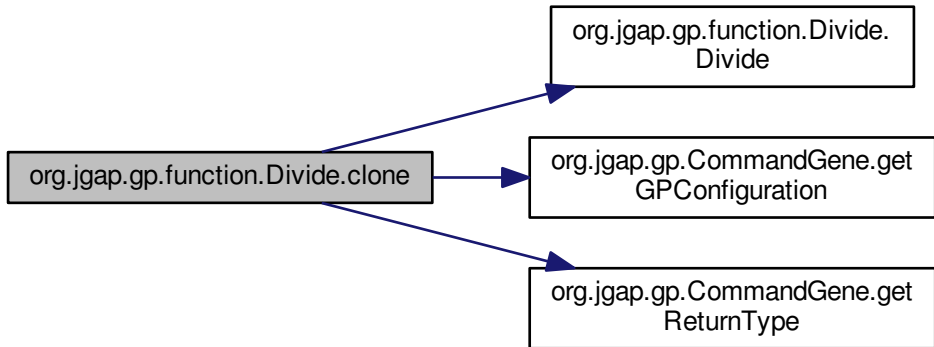 org.jgap.gp.function.Divide.
Divide
org.jgap.gp.function.Divide.clone
org.jgap.gp.CommandGene.get
GPConfiguration
org.jgap.gp.CommandGene.get
ReturnType